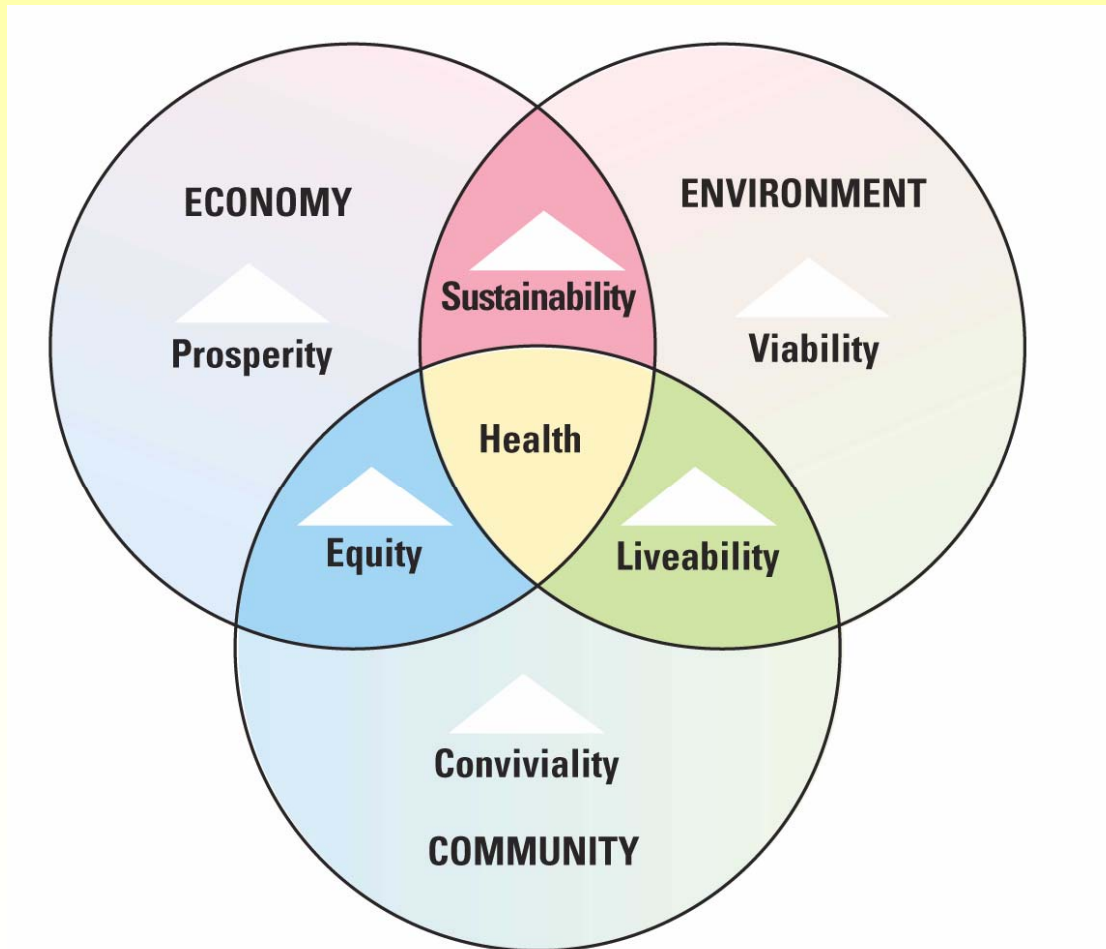 ECONOMY
ENVIRONMENT
Sustainability
Prosperity
Viability
Health
Equity
Liveability
Conviviality
COMMUNITY